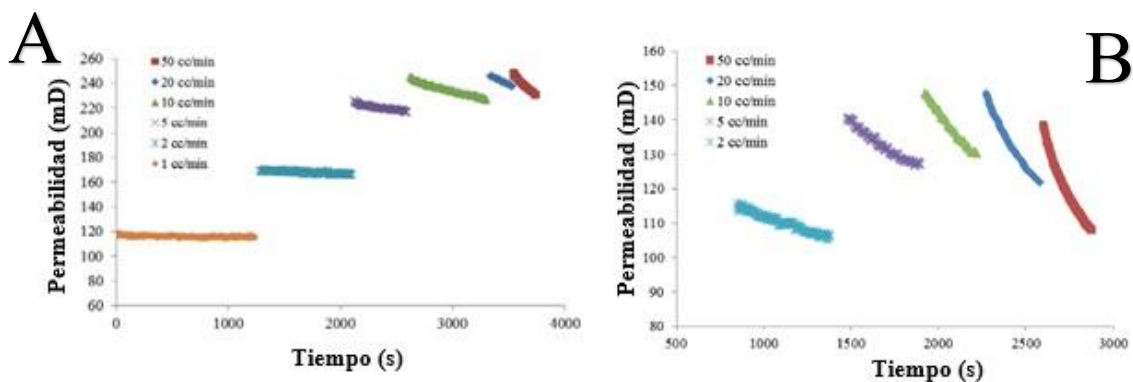 A
Permeabilidad (mD)
260
240
220
200
180
160
140
120
100
80
60
50 cc/min
20 cc/min
10 cc/min
5 cc/min
2 cc/min
1 cc/min
0
1000
2000
3000
4000
Tiempo (s)
B
Permeabilidad (mD)
160
150
140
130
120
110
100
90
80
50 cc/min
20 cc/min
10 cc/min
5 cc/min
2 cc/min
500
1000
1500
2000
2500
3000
Tiempo (s)